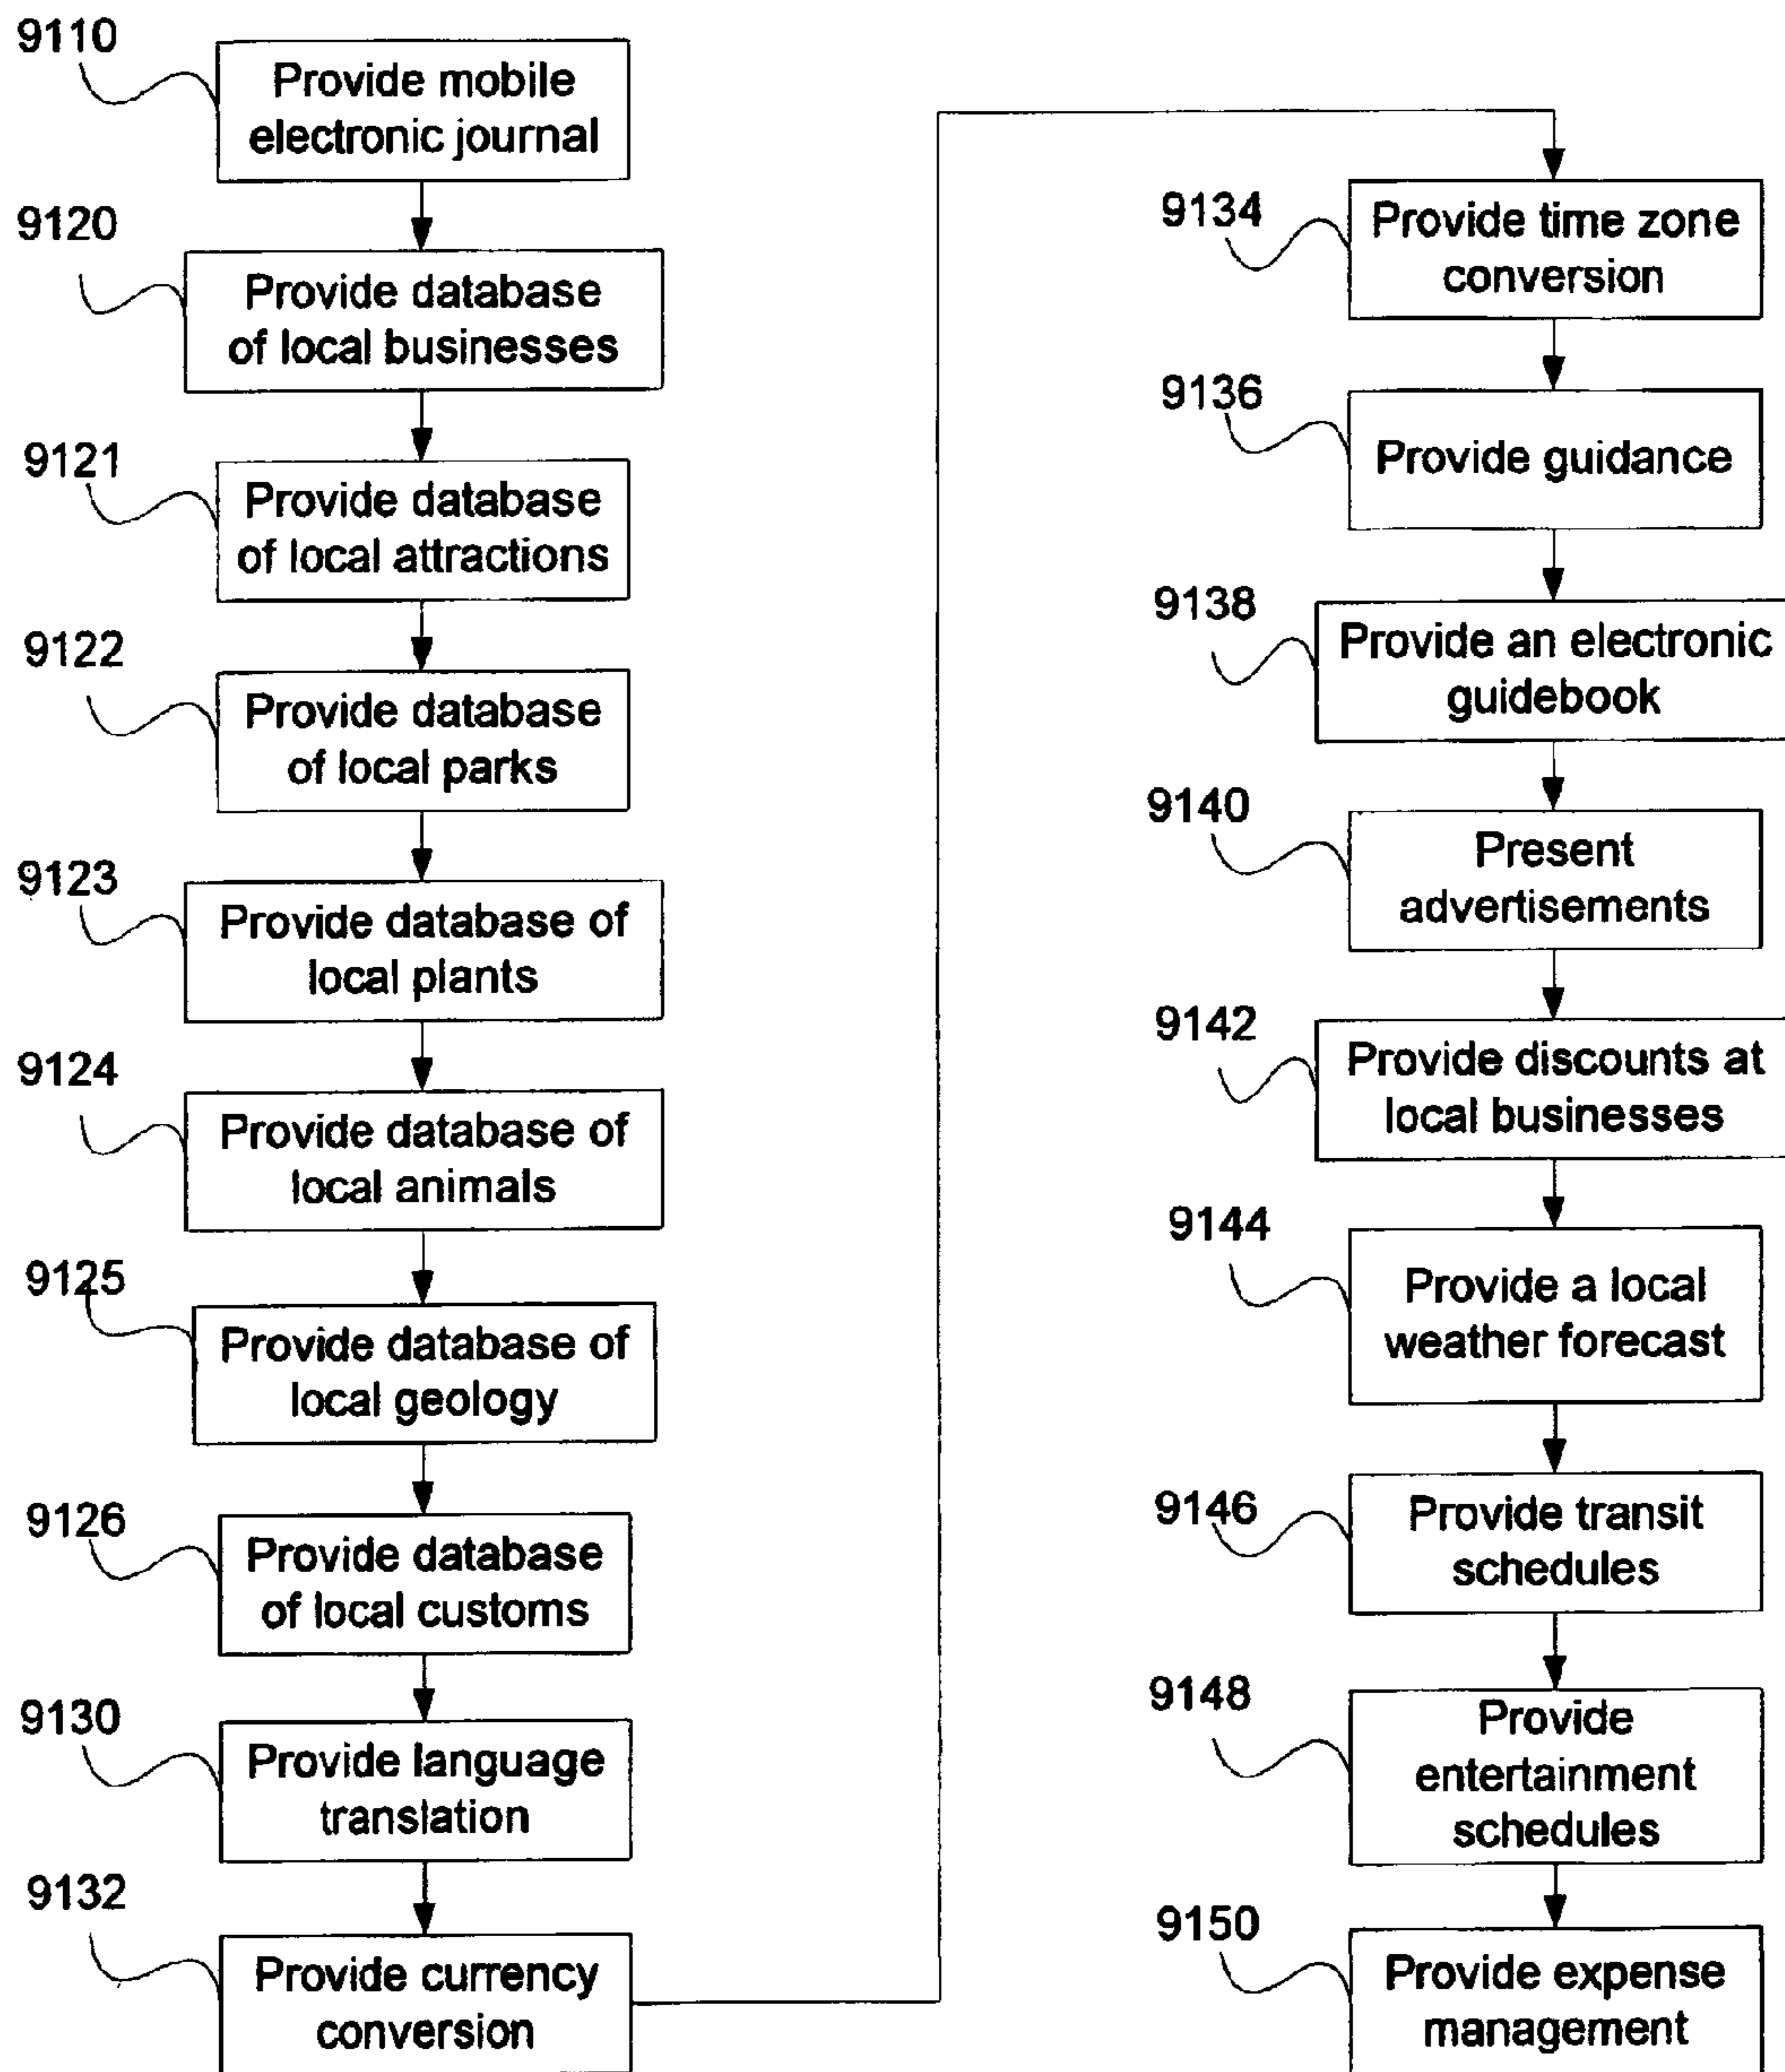 9110
Provide mobile
electronic journal
9120
Provide database
of local businesses
9121
Provide database
of local attractions
9122
Provide database
of local parks
9123
Provide database of
local plants
9124
Provide database of
local animals
9125
Provide database of
local geology
9126
Provide database
of local customs
9130
Provide language
translation
9132
Provide currency
conversion
9134
Provide time zone
conversion
9136
Provide guidance
9138
Provide an electronic
guidebook
9140
Present
advertisements
9142
Provide discounts at
local businesses
9144
Provide a local
weather forecast
9146
Provide transit
schedules
9148
Provide
entertainment
schedules
9150
Provide expense
management